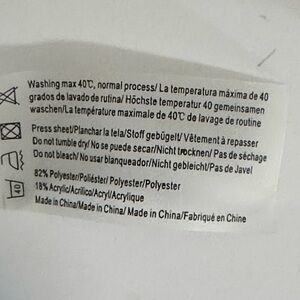 Washing max 40℃, normal process/ La temperatura máxima de 40
grados de lavado de rutina/ Höchste temperatur 40 gemeinsamen
waschen/La température maximale de 40℃ de lavage de routine
Press sheet/Planchar la tela/Stoff gebügelt/ Vêtement à repasser
Do not tumble dry/ No se puede secar/Nicht trocknen/ Pas de séchage
Do not bleach/ No usar blanqueador/Nicht gebleicht/Pas de Javel
82% Polyester/Poliéster/ Polyester/Polyester
18% Acrylic/Acrílico/Acryl/Acrylique
Made in China/Made in China/ Made in China/Fabriqué en Chine
40